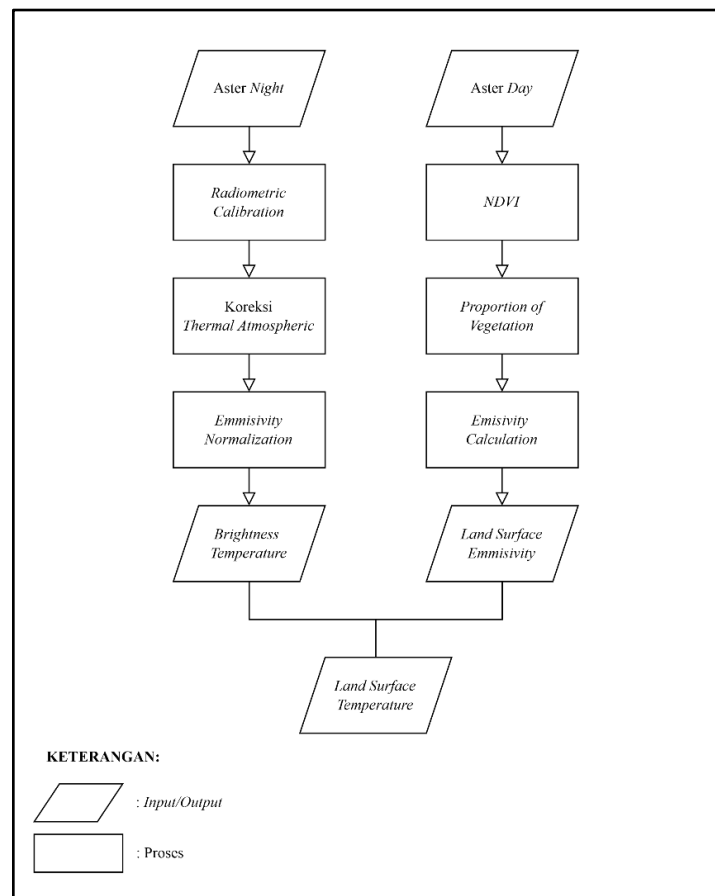 Aster Night
Aster Day
Radiometric
Calibration
NDVI
Koreksi
Thermal Atmospheric
Proportion of
Vegetation
Emmisivity
Normalization
Emisivity
Calculation
Brightness
Temperature
Land Surface
Emmisivity
Land Surface
Temperature
KETERANGAN:
: Input/Output
: Proses